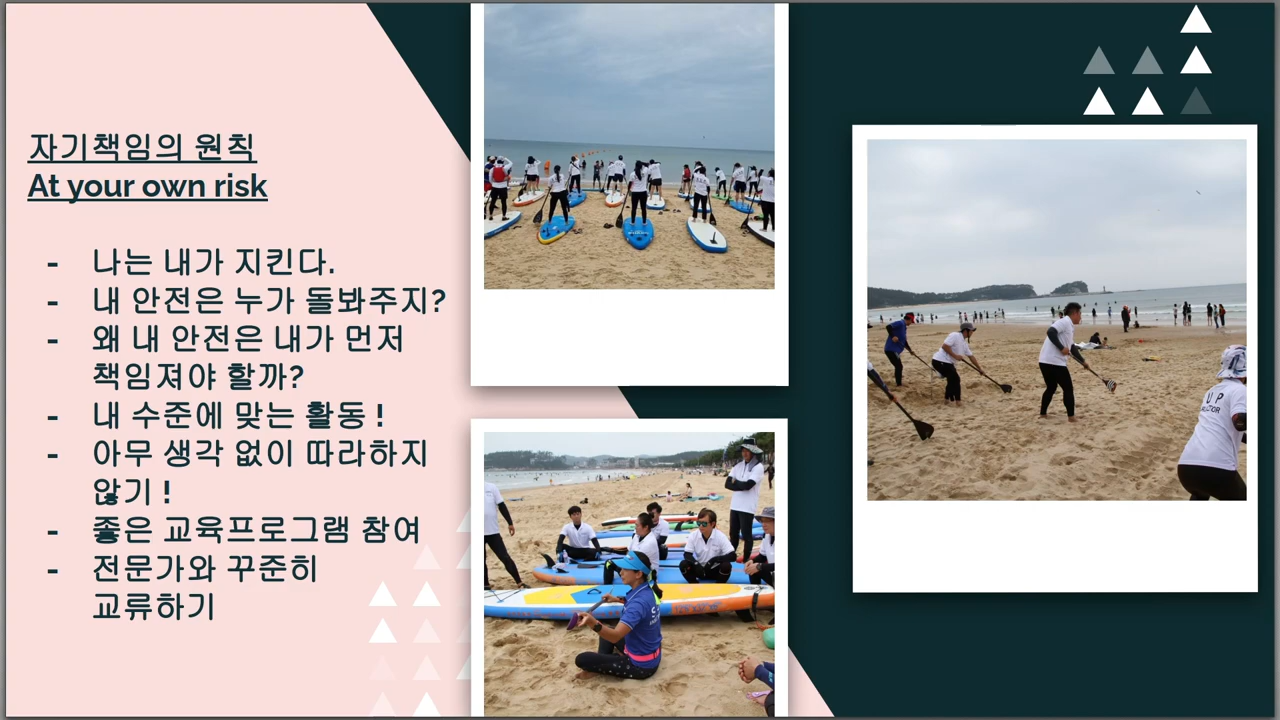 자기책임의 원칙
At your own risk
- 나는 내가 지킨다.
- 내 안전은 누가 돌봐주지?
- 왜 내 안전은 내가 먼저
책임져야 할까?
- 내 수준에 맞는 활동 !
- 아무 생각 없이 따라하지
않기 !
- 좋은 교육프로그램 참여
- 전문가와 꾸준히
교류하기
U P